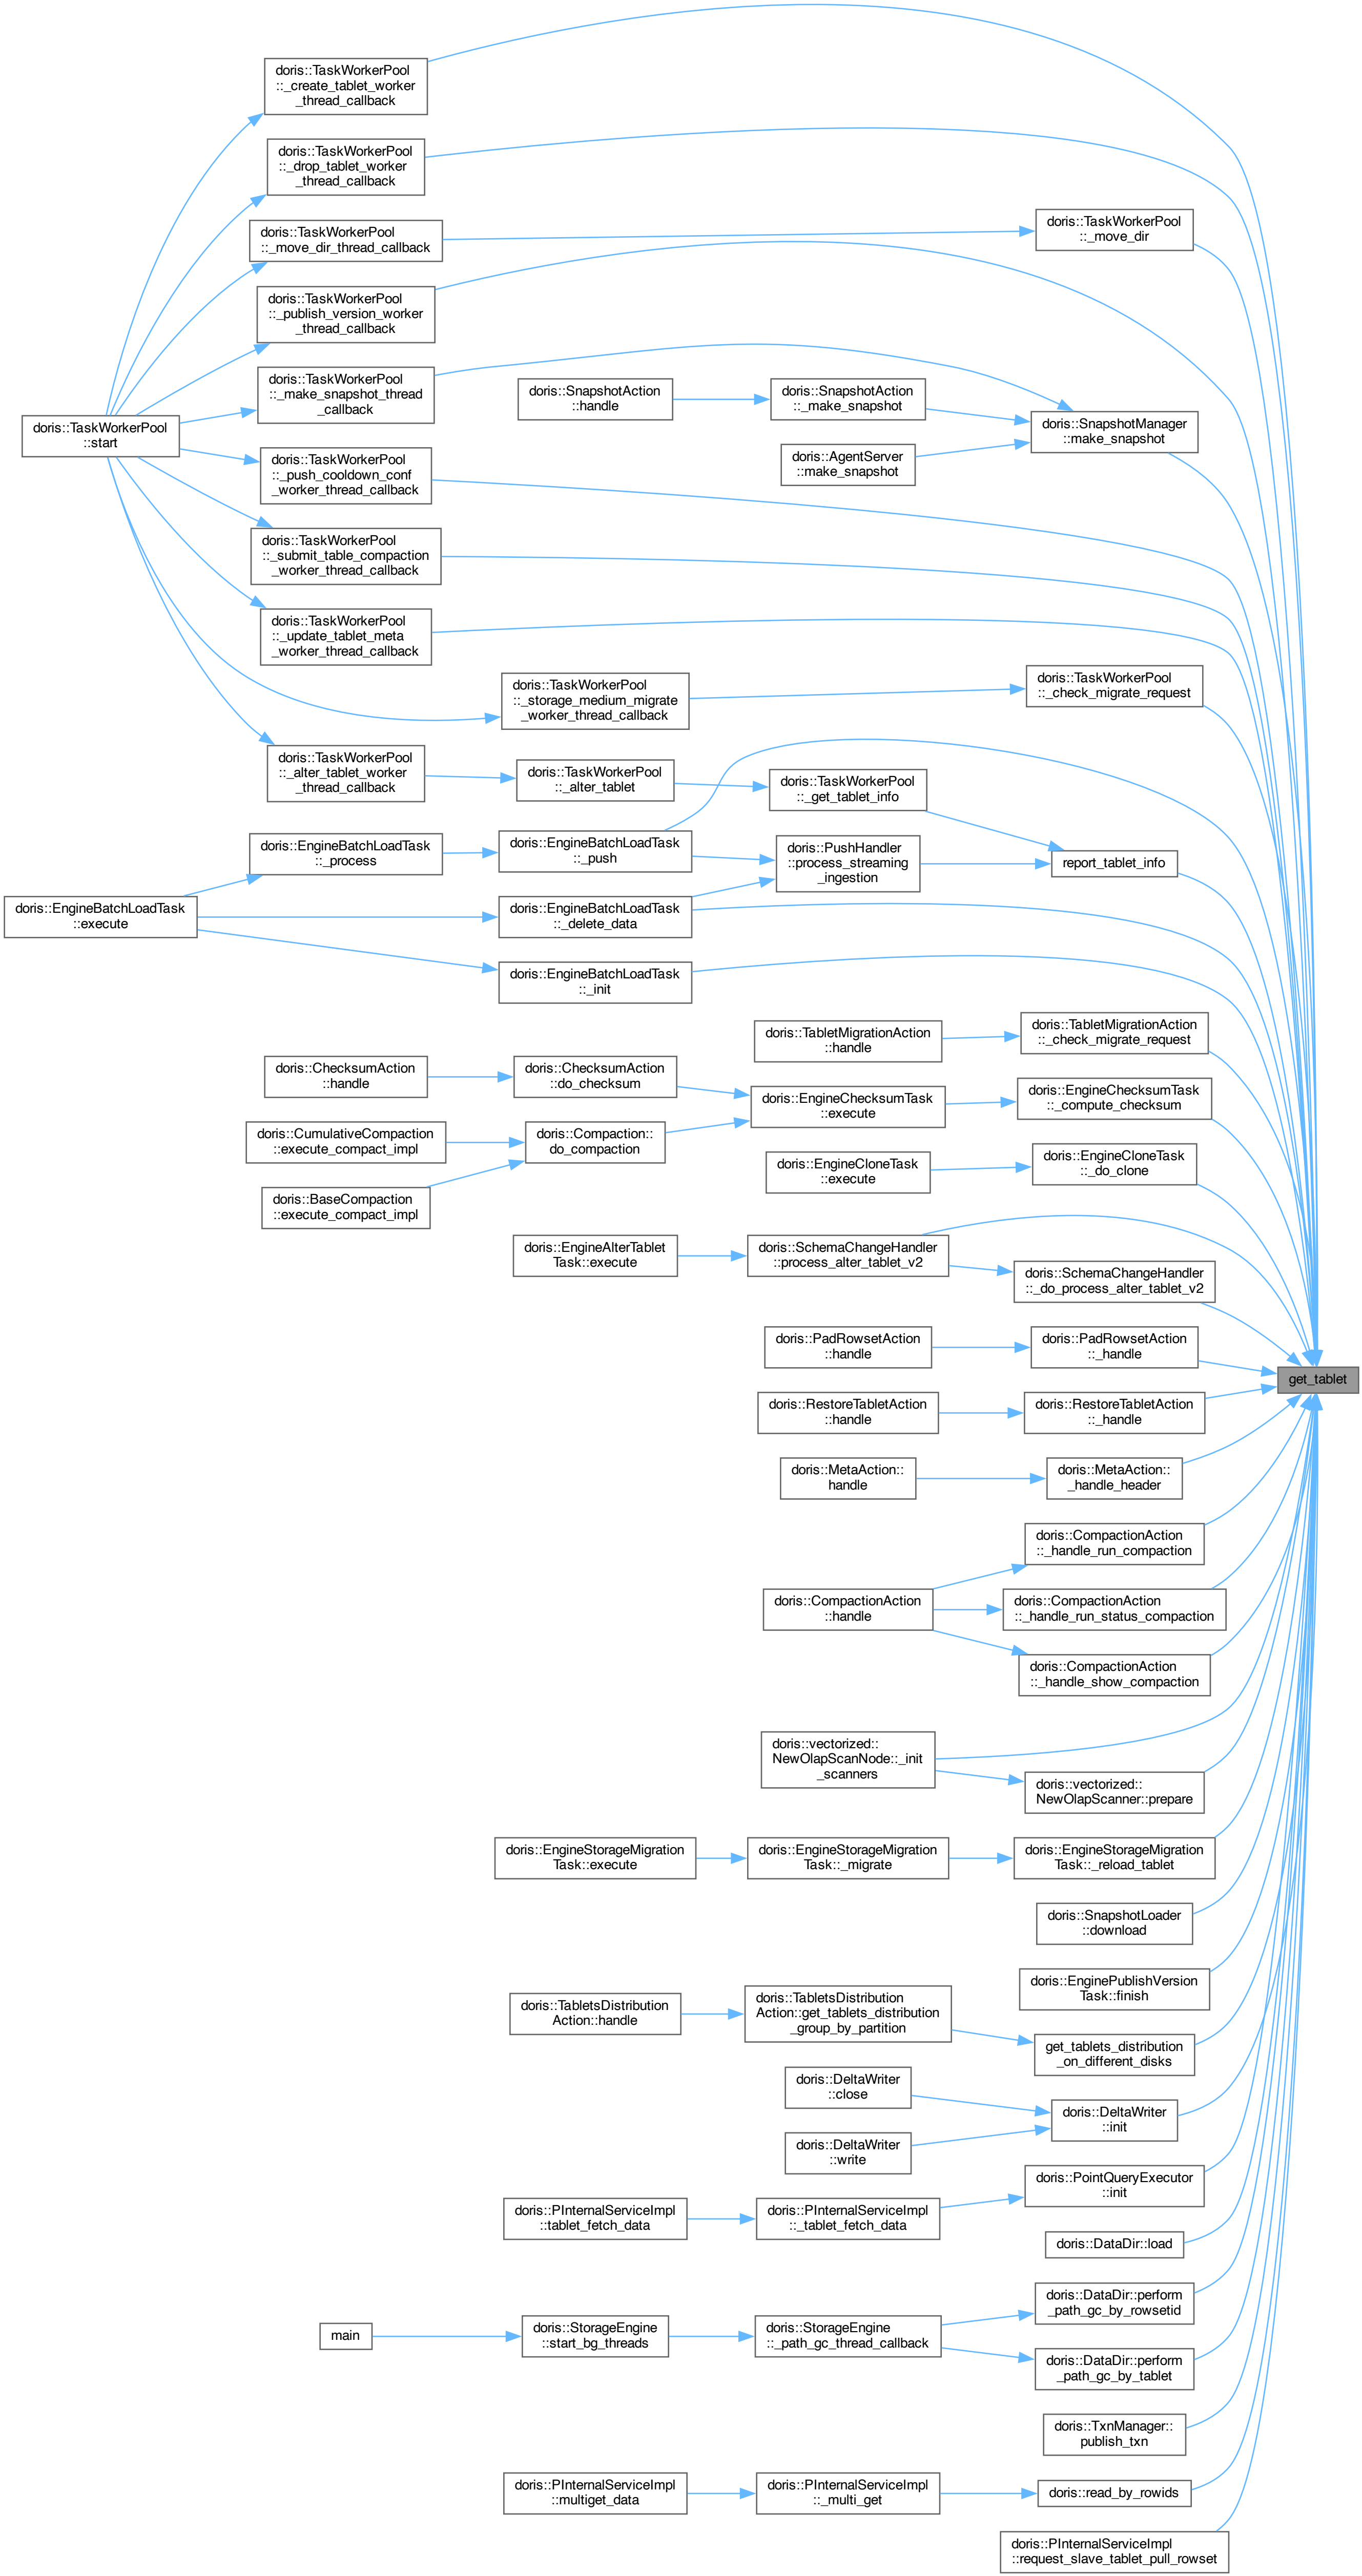 doris::TaskWorkerPool
::_create_tablet_worker
_thread_callback
doris::TaskWorkerPool
::_drop_tablet_worker
_thread_callback
doris::TaskWorkerPool
::_move_dir_thread_callback
doris::TaskWorkerPool
::_move_dir
doris::TaskWorkerPool
::_publish_version_worker
_thread_callback
doris::TaskWorkerPool
::_make_snapshot_thread
_callback
doris::SnapshotAction
::handle
doris::SnapshotAction
::_make_snapshot
doris::SnapshotManager
::make_snapshot
doris::TaskWorkerPool
::start
doris::AgentServer
::make_snapshot
doris::TaskWorkerPool
::_push_cooldown_conf
_worker_thread_callback
doris::TaskWorkerPool
::_submit_table_compaction
_worker_thread_callback
doris::TaskWorkerPool
::_update_tablet_meta
_worker_thread_callback
doris::TaskWorkerPool
::_storage_medium_migrate
_worker_thread_callback
doris::TaskWorkerPool
::_check_migrate_request
doris::TaskWorkerPool
::_alter_tablet_worker
_thread_callback
doris::TaskWorkerPool
::_alter_tablet
doris::TaskWorkerPool
::_get_tablet_info
doris::EngineBatchLoadTask
::_process
doris::EngineBatchLoadTask
::_push
doris::PushHandler
::process_streaming
_ingestion
report_tablet_info
doris::EngineBatchLoadTask
::execute
doris::EngineBatchLoadTask
::_delete_data
doris::EngineBatchLoadTask
::_init
doris::TabletMigrationAction
::handle
doris::TabletMigrationAction
::_check_migrate_request
doris::ChecksumAction
::handle
doris::ChecksumAction
::do_checksum
doris::EngineChecksumTask
::execute
doris::EngineChecksumTask
::_compute_checksum
doris::CumulativeCompaction
::execute_compact_impl
doris::Compaction::
do_compaction
doris::EngineCloneTask
::execute
doris::EngineCloneTask
::_do_clone
doris::BaseCompaction
::execute_compact_impl
doris::EngineAlterTablet
Task::execute
doris::SchemaChangeHandler
::process_alter_tablet_v2
doris::SchemaChangeHandler
::_do_process_alter_tablet_v2
doris::PadRowsetAction
::handle
doris::PadRowsetAction
::_handle
get_tablet
doris::RestoreTabletAction
::handle
doris::RestoreTabletAction
::_handle
doris::MetaAction::
handle
doris::MetaAction::
_handle_header
doris::CompactionAction
::_handle_run_compaction
doris::CompactionAction
::handle
doris::CompactionAction
::_handle_run_status_compaction
doris::CompactionAction
::_handle_show_compaction
doris::vectorized::
NewOlapScanNode::_init
_scanners
doris::vectorized::
NewOlapScanner::prepare
doris::EngineStorageMigration
Task::execute
doris::EngineStorageMigration
Task::_migrate
doris::EngineStorageMigration
Task::_reload_tablet
doris::SnapshotLoader
::download
doris::EnginePublishVersion
Task::finish
doris::TabletsDistribution
Action::handle
doris::TabletsDistribution
Action::get_tablets_distribution
_group_by_partition
get_tablets_distribution
_on_different_disks
doris::DeltaWriter
::close
doris::DeltaWriter
::init
doris::DeltaWriter
::write
doris::PointQueryExecutor
::init
doris::PInternalServiceImpl
::tablet_fetch_data
doris::PInternalServiceImpl
::_tablet_fetch_data
doris::DataDir::load
doris::DataDir::perform
_path_gc_by_rowsetid
main
doris::StorageEngine
::start_bg_threads
doris::StorageEngine
::_path_gc_thread_callback
doris::DataDir::perform
_path_gc_by_tablet
doris::TxnManager::
publish_txn
doris::PInternalServiceImpl
::multiget_data
doris::PInternalServiceImpl
::_multi_get
doris::read_by_rowids
doris::PInternalServiceImpl
::request_slave_tablet_pull_rowset